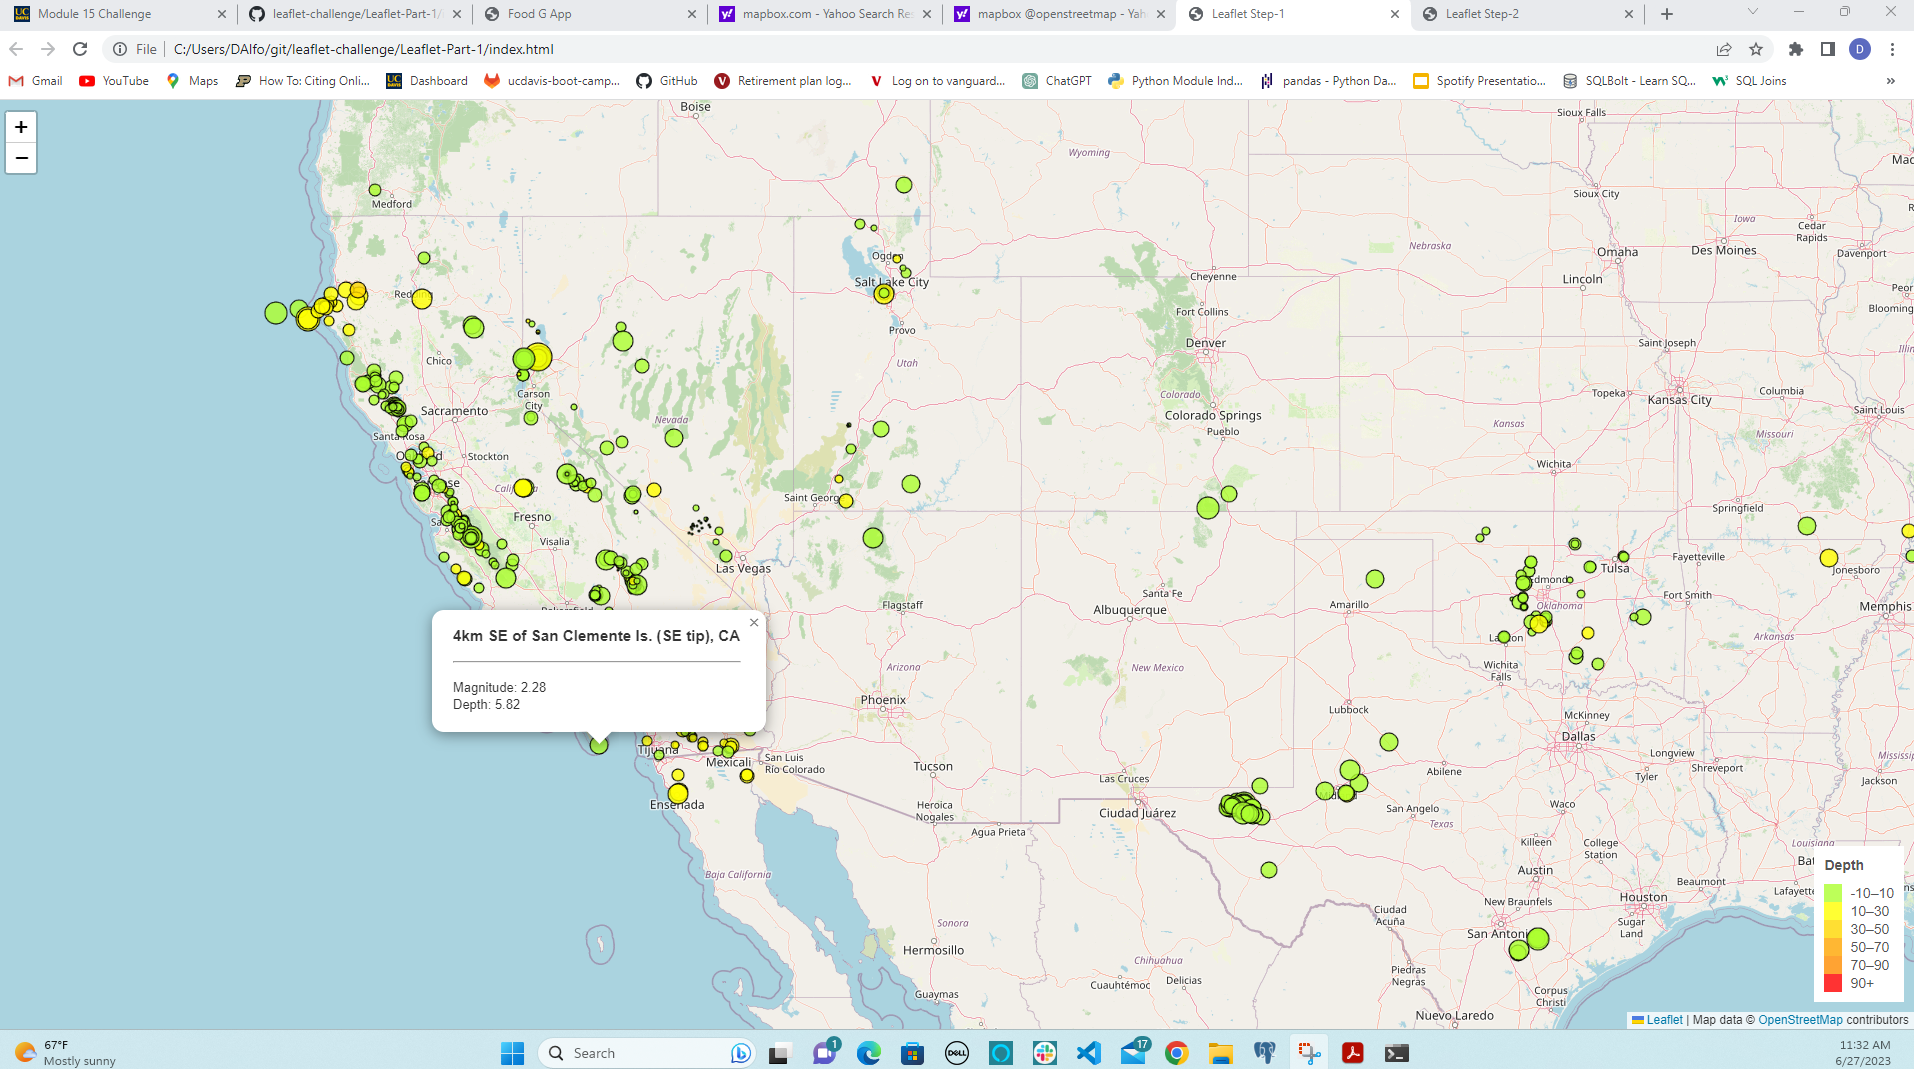 Module 15 Challenge
leaflet-challenge/Leaflet-Part-1/
Food G App
mapbox.com - Yahoo Search Re
mapbox @openstreetmap - Yah
Leaflet Step-1
Leaflet Step-2
File
C:/Users/DAlfo/git/leaflet-challenge/Leaflet-Part-1/index.html
D
Gmail
YouTube
Maps
How To: Citing Onli...
Dashboard
ucdavis-boot-camp...
GitHub
Retirement plan log...
Log on to vanguard...
ChatGPT
Python Module Ind...
pandas - Python Da...
Spotify Presentatio...
SQLBolt - Learn SQ...
SQL Joins
»
+
−
Boise
Sioux Falls
Wyoming
Medford
Sioux City
Iowa
Cedar
Rapids
Nebraska
Omaha
Des Moines
Davenport
Ogden
Salt Lake City
Cheyenne
Lincoln
Fort Collins
Blooming
Provo
Chico
Utah
Denver
Saint Joseph
Carson
City
Sacramento
Colorado
Colorado Springs
Topeka
Kansas City
Columbia
Saint Louis
Nevada
Kansas
Pueblo
Missouri
Santa Rosa
Stockton
Wichita
Saint George
Springfield
Fresno
Visalia
Las Vegas
Fayetteville
Jonesboro
Tulsa
Edmond
Santa Fe
Flagstaff
Albuquerque
Amarillo
Oklahoma
Fort Smith
Memphis
Lawton
Arkansas
4km SE of San Clemente Is. (SE tip), CA
×
Magnitude: 2.28
Depth: 5.82
Arizona
New Mexico
Wichita
Falls
Phoenix
Lubbock
McKinney
Dallas
Tijuana
Mexicali
San Luis
Río Colorado
Tucson
Las Cruces
Abilene
Longview
Shreveport
Tyler
Mississip
Jackson
Ensenada
Heroica
Nogales
Ciudad Juárez
San Angelo
Waco
Agua Prieta
Texas
Killeen
College
Station
Louisiana
Depth
Baja California
Austin
Beaumont
Lafayette
-10–10
New Braunfels
Houston
10–30
Sonora
Ciudad
Acuña
Sugar
Land
30–50
San Antonio
Hermosillo
50–70
Chihuahua
Piedras
Negras
70–90
Cuauhtémoc
Delicias
90+
Guaymas
Corpus
Christi
Nuevo Laredo
Leaflet | Map data © OpenStreetMap contributors
67°F
Mostly sunny
Search
1
DELL
17
11:32 AM
6/27/2023